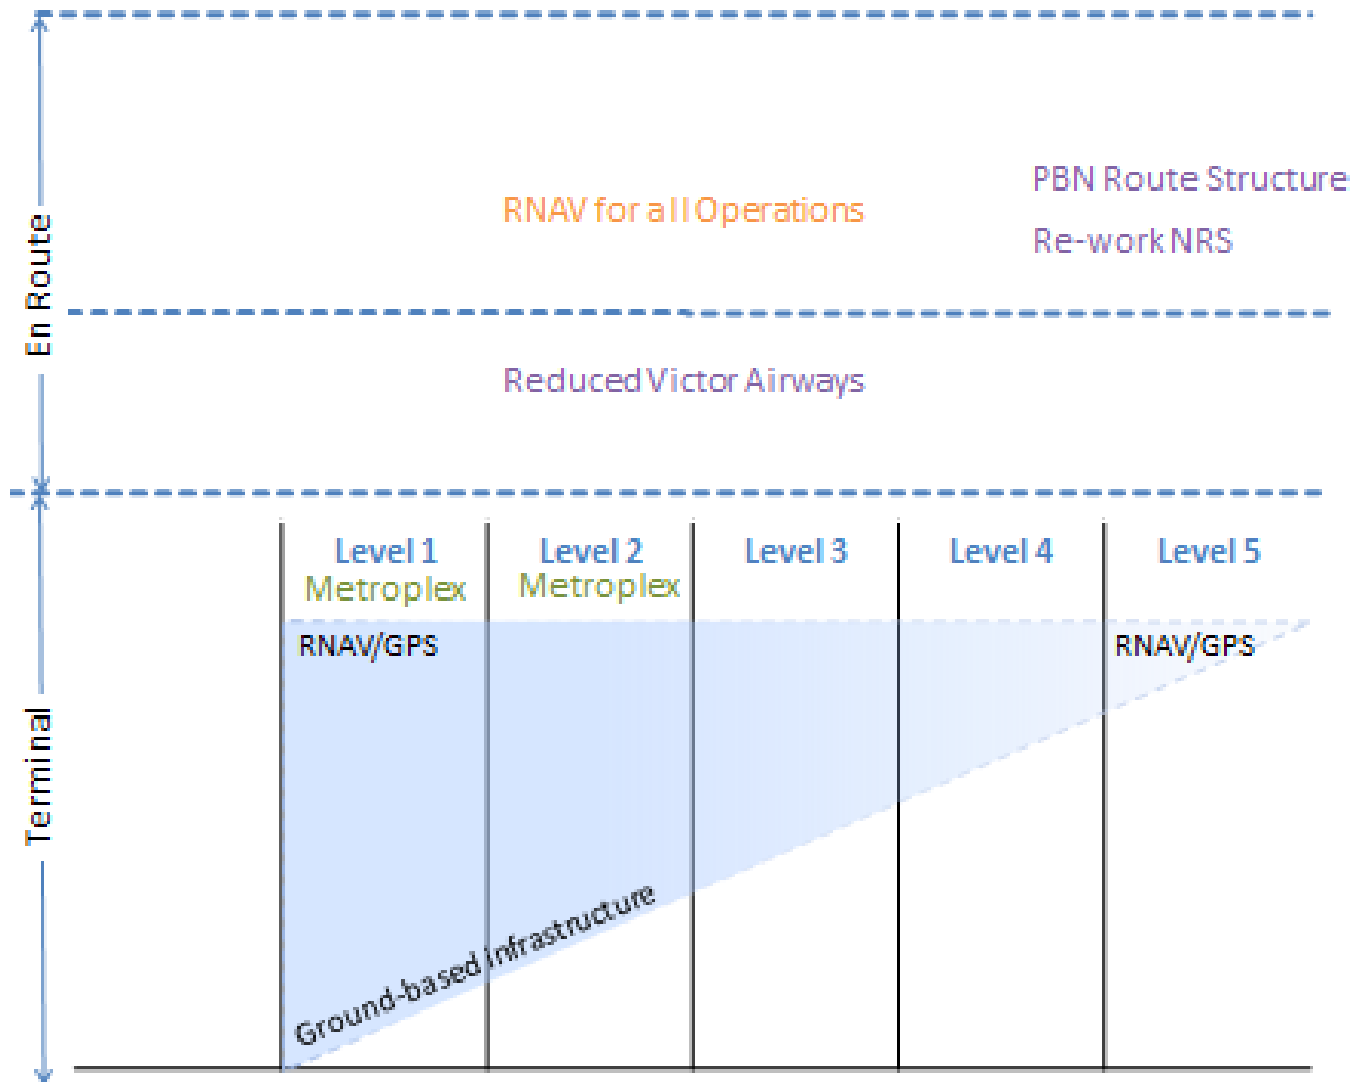 PBN Route Structure
RNAV for all Operations
Re-work NRS
En Route
Reduced Victor Airways
Level 1
Level 2
Level 3
Level 4
Level 5
Metroplex
Metroplex
RNAV/GPS
RNAV/GPS
Terminal
Ground-based infrastructure